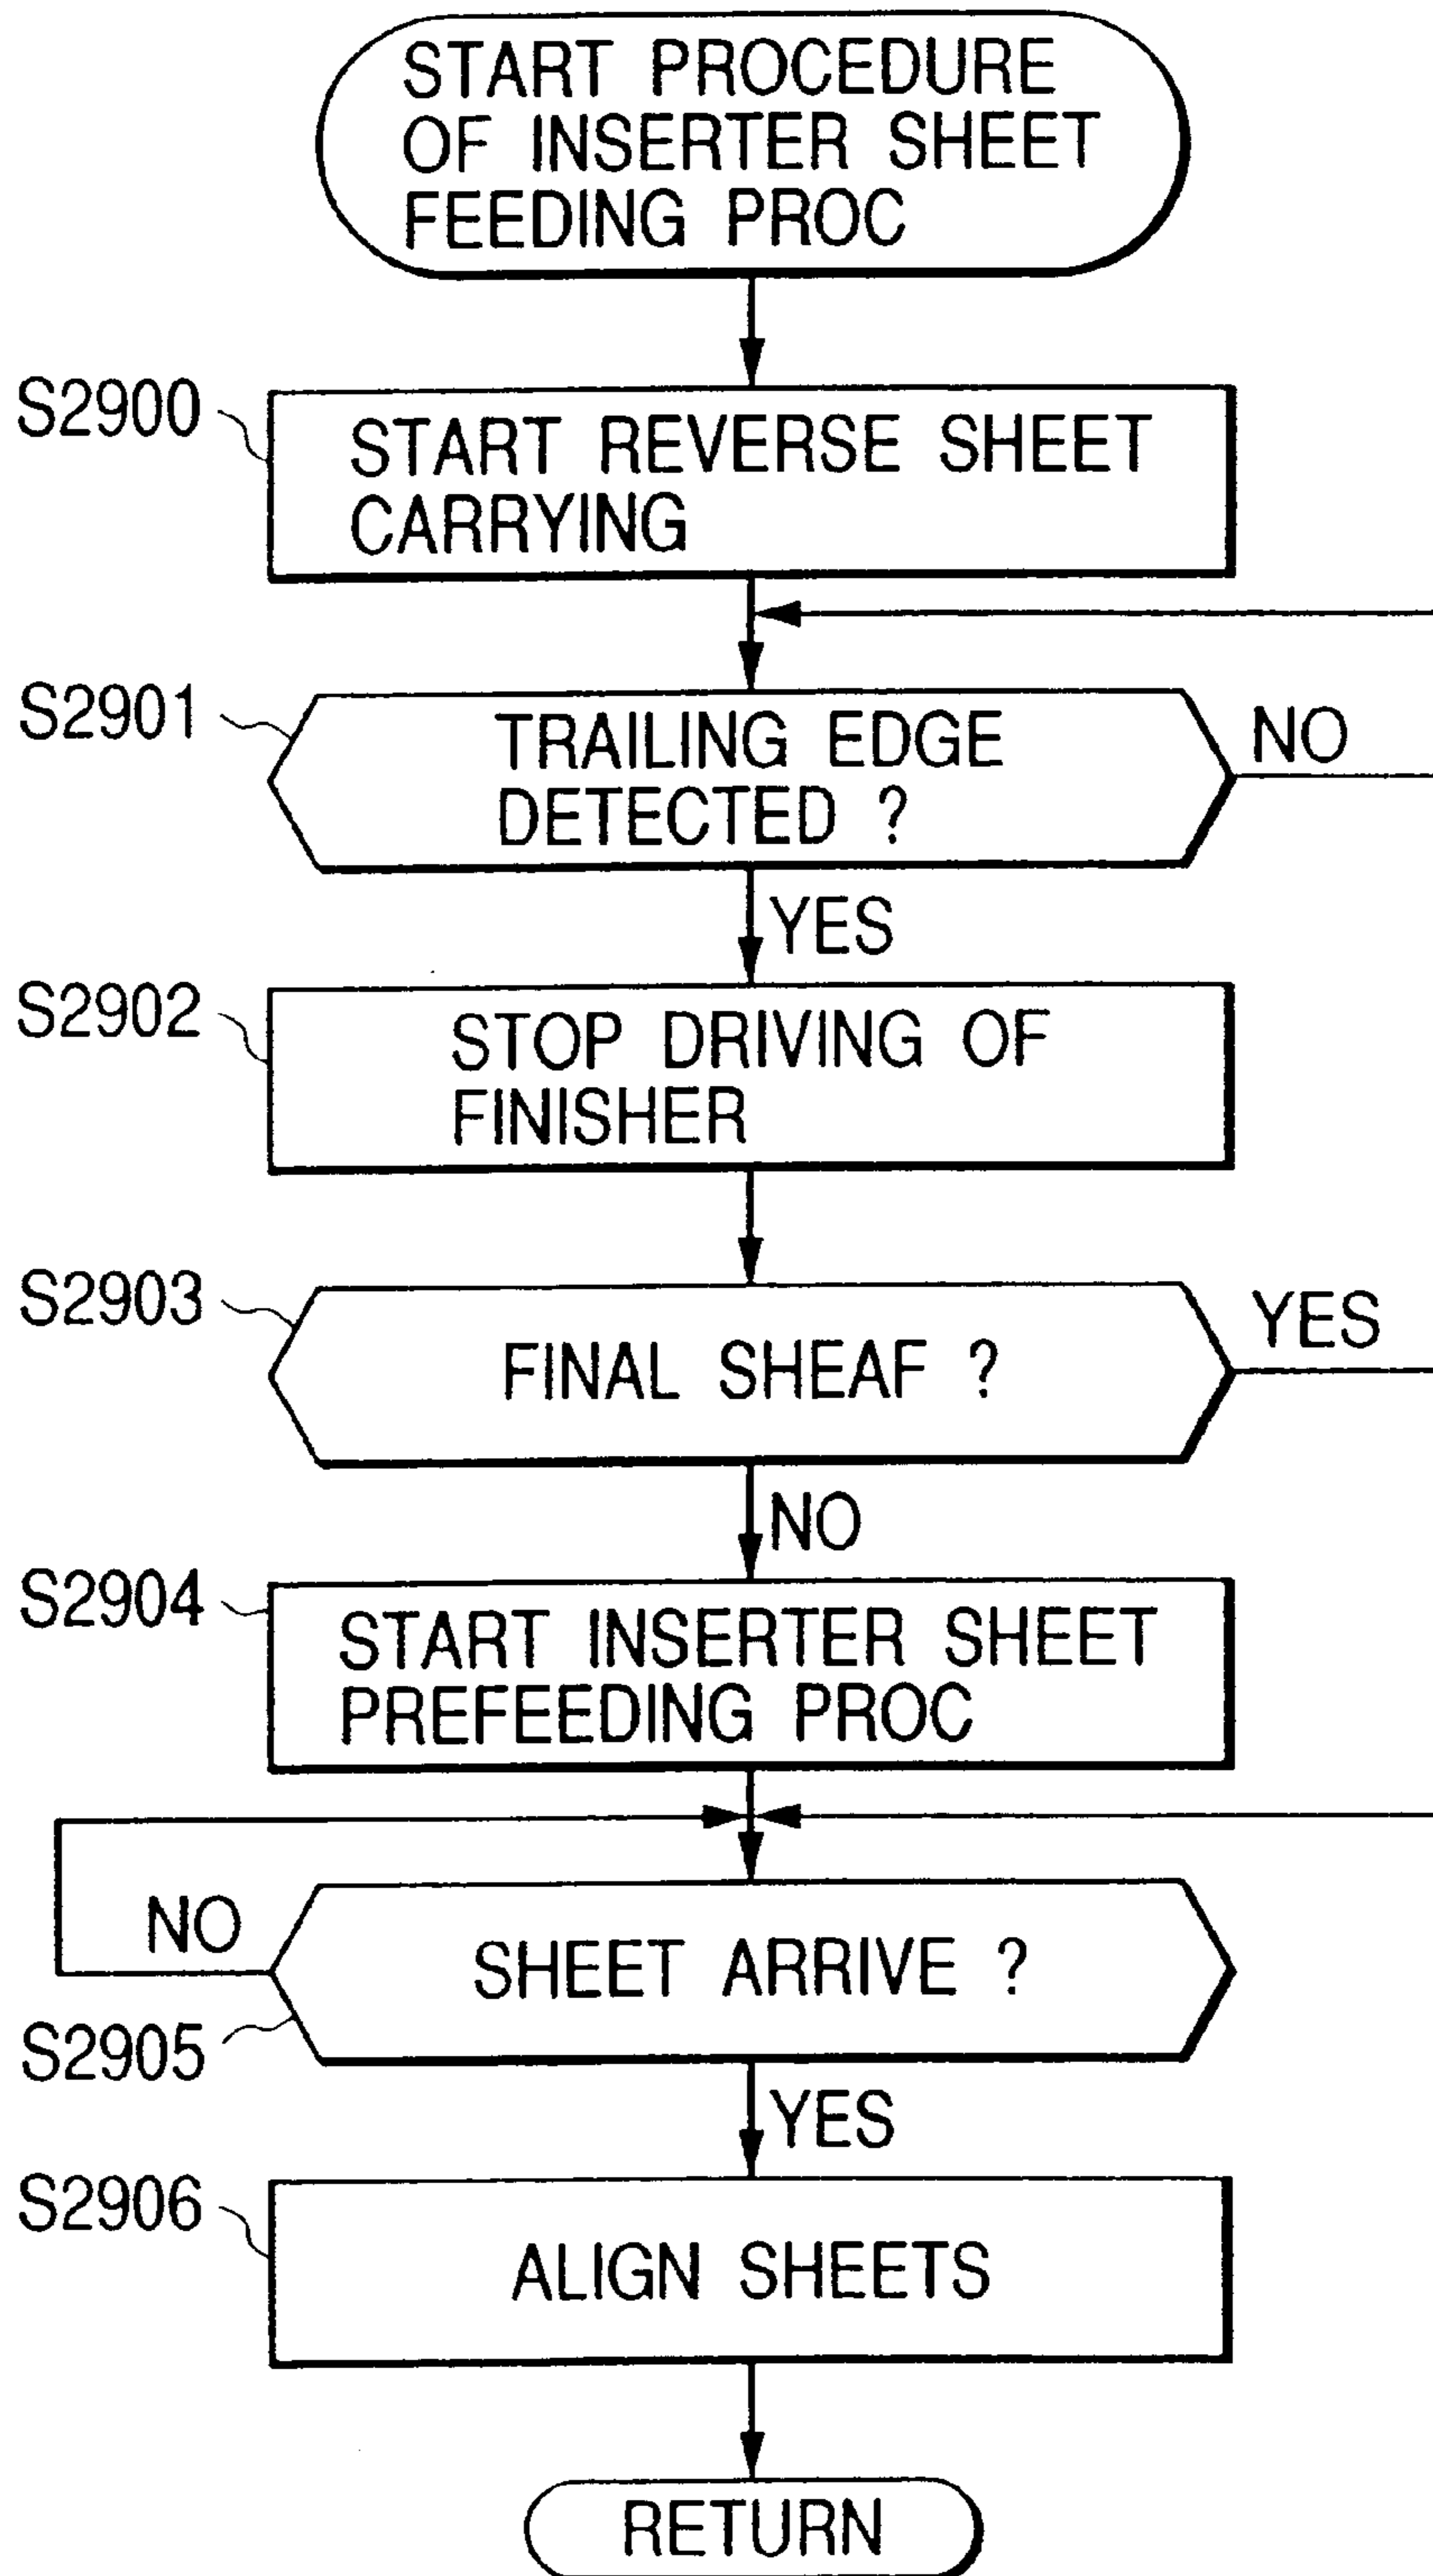 START PROCEDURE
OF INSERTER SHEET
FEEDING PROC
S2900
START REVERSE SHEET
CARRYING
S2901
TRAILING EDGE
DETECTED ?
NO
YES
S2902
STOP DRIVING OF
FINISHER
S2903
FINAL SHEAF ?
YES
NO
S2904
START INSERTER SHEET
PREFEEDING PROC
NO
SHEET ARRIVE ?
S2905
YES
S2906
ALIGN SHEETS
RETURN